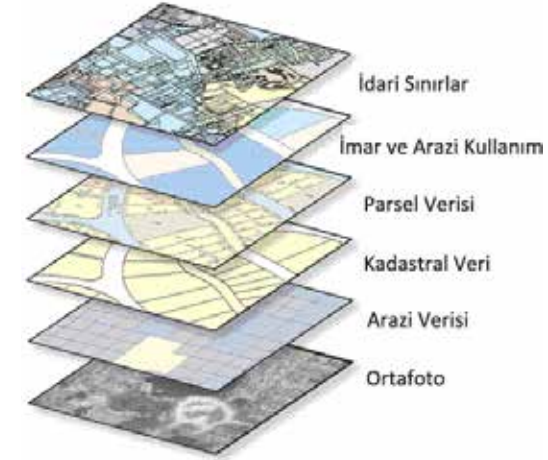 İdari Sınırlar
İmar ve Arazi Kullanım
Parsel Verisi
Kadastral Veri
Arazi Verisi
Ortafoto